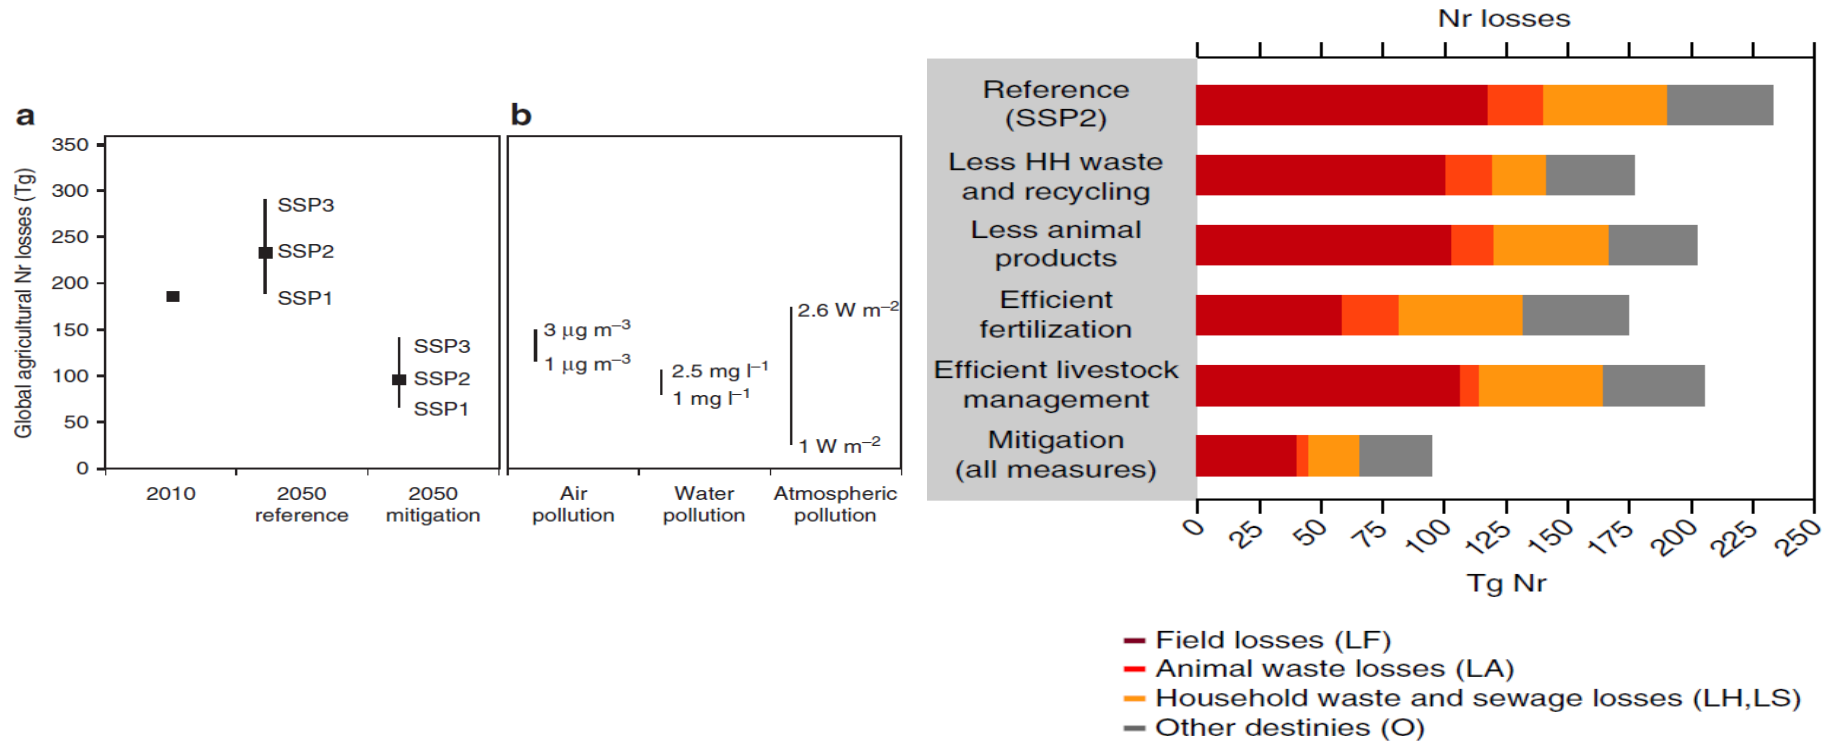 a
Global agricultural Nr losses (Tg)
350
300
250
200
150
100
50
0
SSP3
SSP2
SSP1
SSP3
SSP2
SSP1
2010
2050
reference
2050
mitigation
b
3 µg m⁻³
1 µg m⁻³
2.5 mg l⁻¹
1 mg l⁻¹
2.6 W m⁻²
1 W m⁻²
Air
pollution
Water
pollution
Atmospheric
pollution
Nr losses
Reference
(SSP2)
Less HH waste
and recycling
Less animal
products
Efficient
fertilization
Efficient livestock
management
Mitigation
(all measures)
0 25 50 75 100 125 150 175 200 225 250
Tg Nr
Field losses (LF)
Animal waste losses (LA)
Household waste and sewage losses (LH,LS)
Other destinies (O)